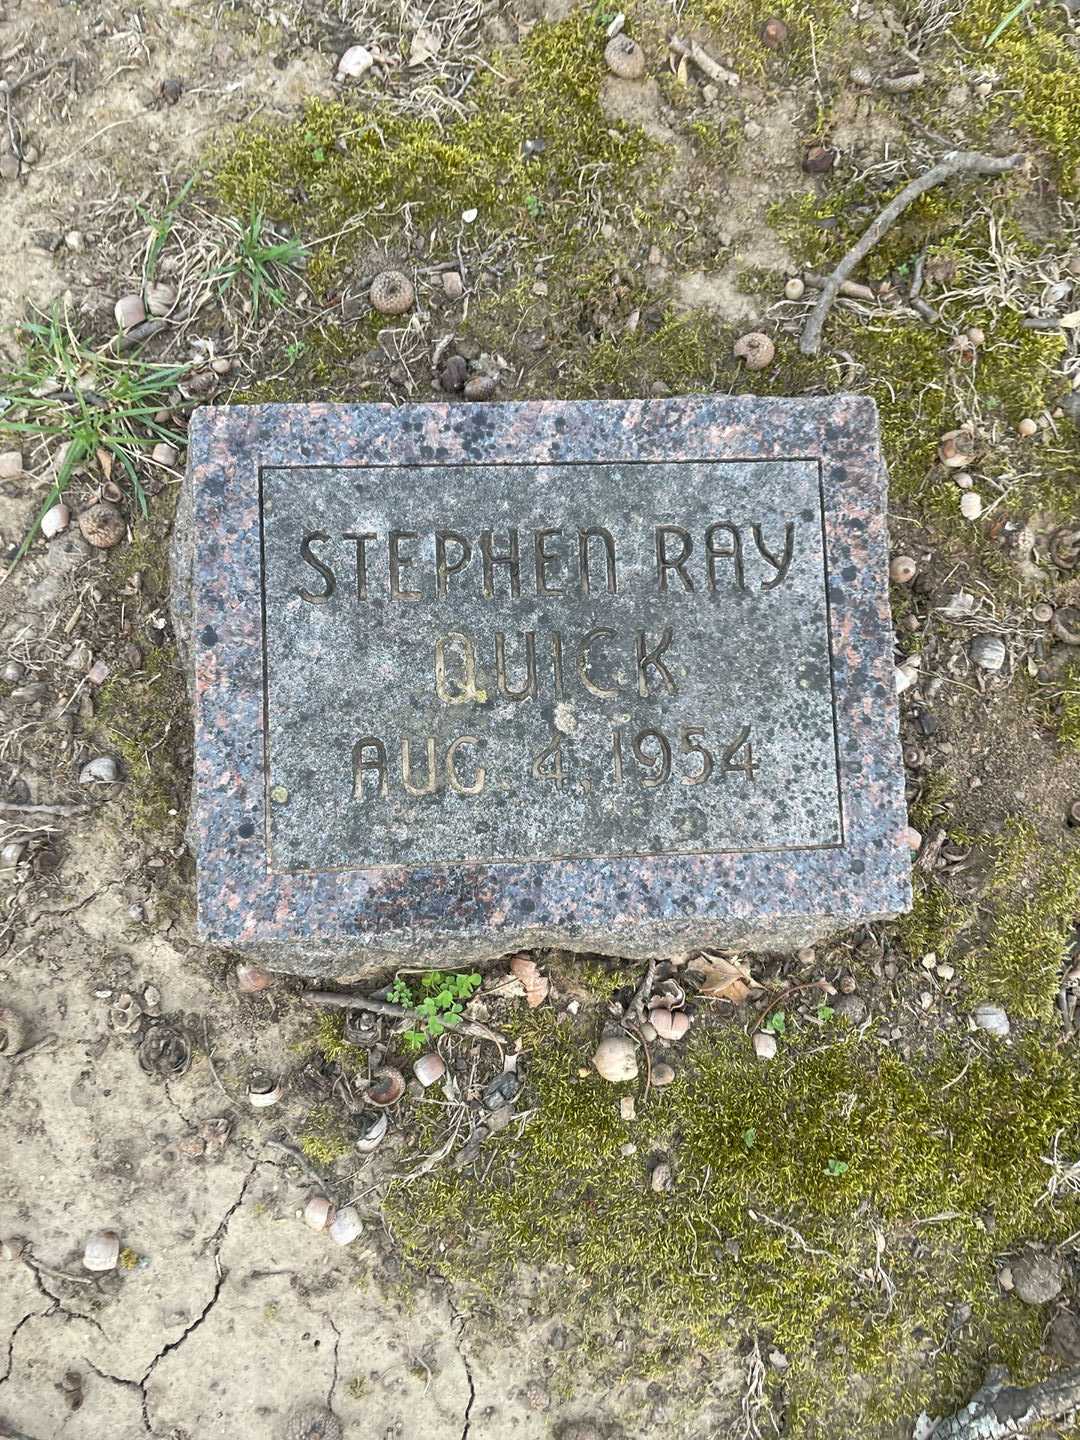 STEPHEN RAY
QUICK
AUG. 4, 1954